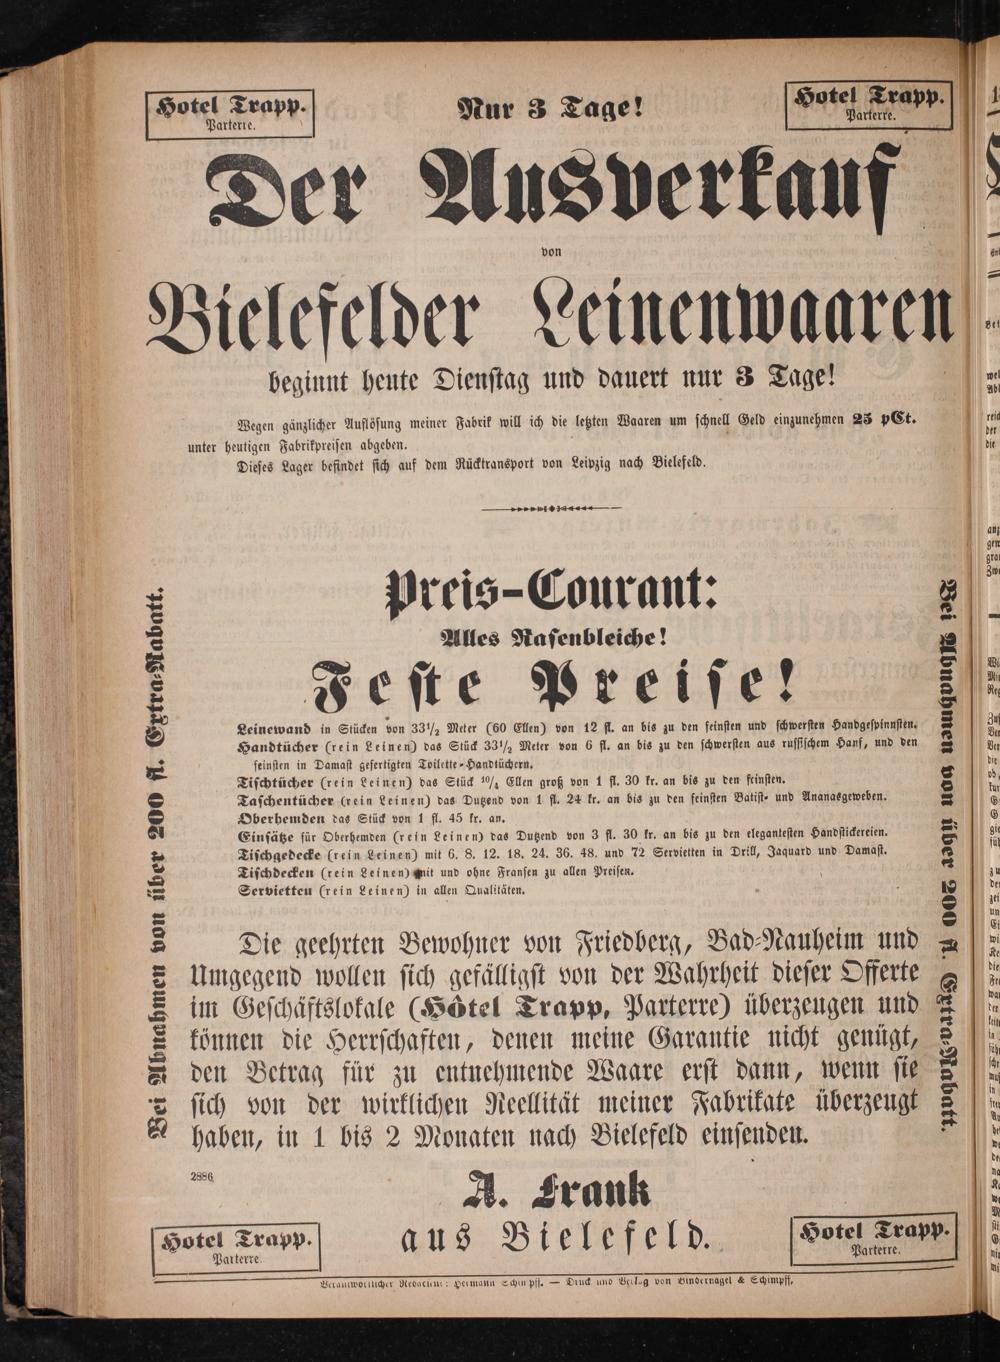 Hotel Trapp.
Parterre.
Nur 3 Tage!
Hotel Trapp.
Parterre.
Der Ausverkauf
von
Bielefelder Leinenwaaren
beginnt heute Dienstag und dauert nur 3 Tage!
Wegen gänzlicher Auflösung meiner Fabrik will ich die letzten Waaren um schnell Geld einzunehmen 25 pCt.
unter heutigen Fabrikpreisen abgeben.
Dieses Lager befindet sich auf dem Rücktransport von Leipzig nach Bielefeld.
Preis-Courant:
Alles Rasenbleiche!
Feste Preise!
Leinewand in Stücken von 33 1/2 Meter (60 Ellen) von 12 fl. an bis zu den feinsten und schwersten Handgespinnsten.
Handtücher (rein Leinen) das Stück 33 1/2 Meter von 6 fl. an bis zu den schwersten aus russischem Hanf, und den
feinsten in Damast gefertigten Toilette-Handtüchern.
Tischtücher (rein Leinen) das Stück 10/4 Ellen groß von 1 fl. 30 kr. an bis zu den feinsten.
Taschentücher (rein Leinen) das Dutzend von 1 fl. 24 kr. an bis zu den feinsten Batist- und Ananasgeweben.
Oberhemden das Stück von 1 fl. 45 kr. an.
Einsätze für Oberhemden (rein Leinen) das Dutzend von 3 fl. 30 kr. an bis zu den elegantesten Handstickereien.
Tischgedecke (rein Leinen) mit 6. 8. 12. 18. 24. 36. 48. und 72 Servietten in Drill, Jaquard und Damast.
Tischdecken (rein Leinen) mit und ohne Fransen zu allen Preisen.
Servietten (rein Leinen) in allen Qualitäten.
Bei Abnahmen von über 200 fl. Extra-Rabatt.
Bei Abnahmen von über 200 fl. Extra-Rabatt.
Die geehrten Bewohner von Friedberg, Bad-Nauheim und
Umgegend wollen sich gefälligst von der Wahrheit dieser Offerte
im Geschäftslokale (Hôtel Trapp, Parterre) überzeugen und
können die Herrschaften, denen meine Garantie nicht genügt,
den Betrag für zu entnehmende Waare erst dann, wenn sie
sich von der wirklichen Reellität meiner Fabrikate überzeugt
haben, in 1 bis 2 Monaten nach Bielefeld einsenden.
2886
A. Frank
aus Bielefeld.
Hotel Trapp.
Parterre.
Hotel Trapp.
Parterre.
Verantwortlicher Redacteur: Hermann Schimpff. — Druck und Verlag von Bindernagel & Schimpff.